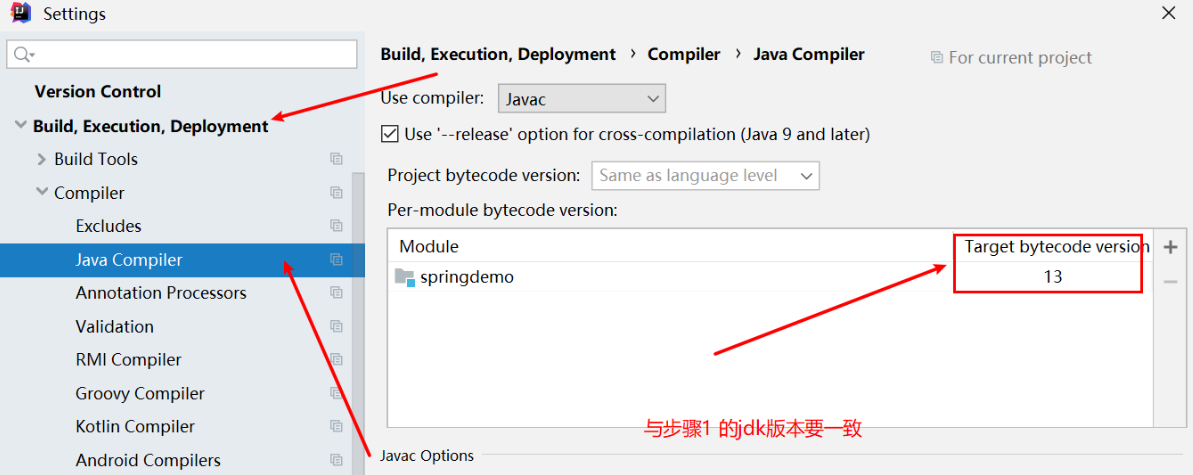 Settings
Version Control
Build, Execution, Deployment
Build Tools
Compiler
Excludes
Java Compiler
Annotation Processors
Validation
RMI Compiler
Groovy Compiler
Kotlin Compiler
Android Compilers
Build, Execution, Deployment › Compiler › Java Compiler
For current project
Use compiler: Javac
Use '--release' option for cross-compilation (Java 9 and later)
Project bytecode version: Same as language level
Per-module bytecode version:
Module Target bytecode version
springdemo 13
与步骤1 的jdk版本要一致
Javac Options